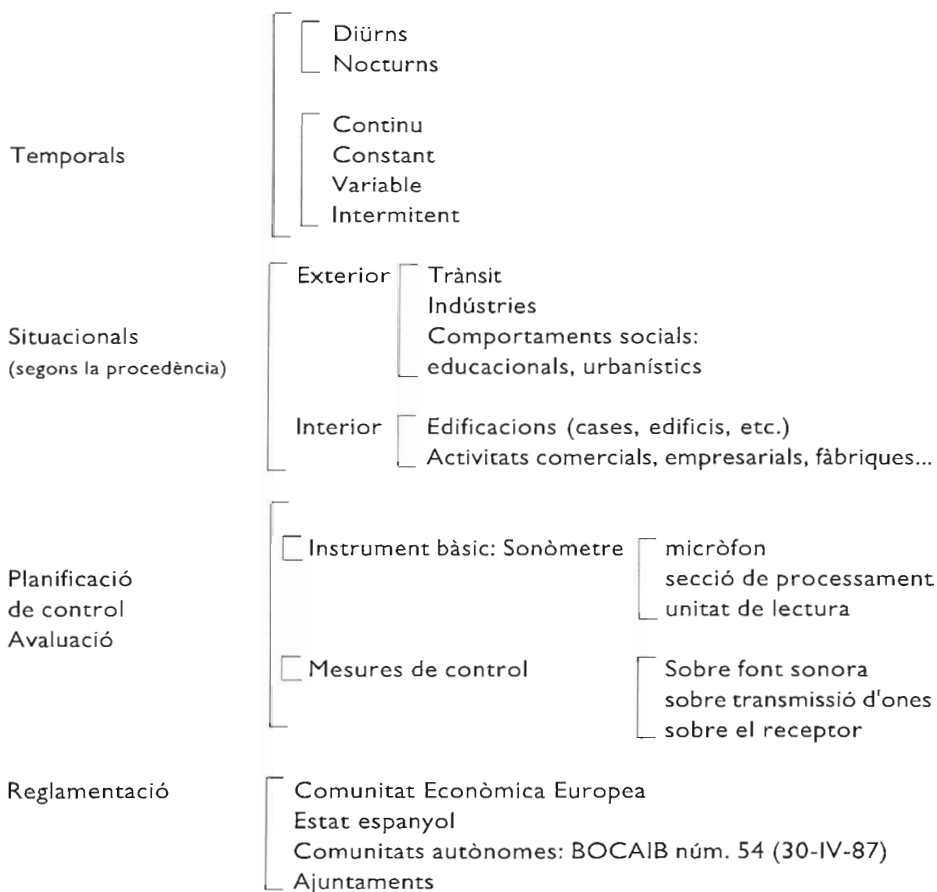 Temporals
Diürns
Nocturns
Continu
Constant
Variable
Intermitent
Situacionals
(segons la procedència)
Exterior
Trànsit
Indústries
Comportaments socials:
educacionals, urbanístics
Interior
Edificacions (cases, edificis, etc.)
Activitats comercials, empresarials, fàbriques...
Planificació
de control
Avaluació
Instrument bàsic: Sonòmetre
micròfon
secció de processament
unitat de lectura
Mesures de control
Sobre font sonora
sobre transmissió d'ones
sobre el receptor
Reglamentació
Comunitat Econòmica Europea
Estat espanyol
Comunitats autònomes: BOCAIB núm. 54 (30-IV-87)
Ajuntaments